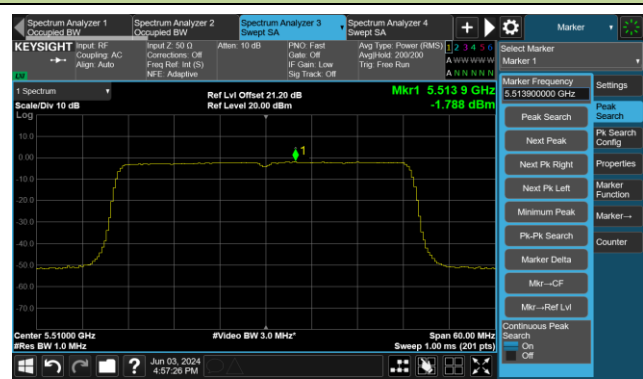 Spectrum Analyzer 1
Occupied BW
Spectrum Analyzer 2
Occupied BW
Spectrum Analyzer 3
Swept SA
Spectrum Analyzer 4
Swept SA
Marker
KEYSIGHT
Input: RF
Coupling: AC
Align: Auto
Input Z: 50 Ω
Corrections: Off
Freq Ref: Int (S)
NFE: Adaptive
Atten: 10 dB
PNO: Fast
Gate: Off
IF Gain: Low
Sig Track: Off
Avg Type: Power (RMS)
Avg|Hold: 200/200
Trig: Free Run
1 2 3 4 5 6
A W W W W W
A N N N N N
LW
Select Marker
Marker 1
1 Spectrum
Scale/Div 10 dB
Log
Ref Lvl Offset 21.20 dB
Ref Level 20.00 dBm
Mkr1 5.513 9 GHz
-1.788 dBm
10.0
0.00
-10.0
-20.0
-30.0
-40.0
-50.0
-60.0
-70.0
1
Center 5.51000 GHz
#Res BW 1.0 MHz
#Video BW 3.0 MHz*
Span 60.00 MHz
Sweep 1.00 ms (201 pts)
Marker Frequency
5.513900000 GHz
Peak Search
Next Peak
Next Pk Right
Next Pk Left
Minimum Peak
Pk-Pk Search
Marker Delta
Mkr→CF
Mkr→Ref Lvl
Continuous Peak
Search
On
Off
Settings
Peak
Search
Pk Search
Config
Properties
Marker
Function
Marker→
Counter
Jun 03, 2024
4:57:26 PM